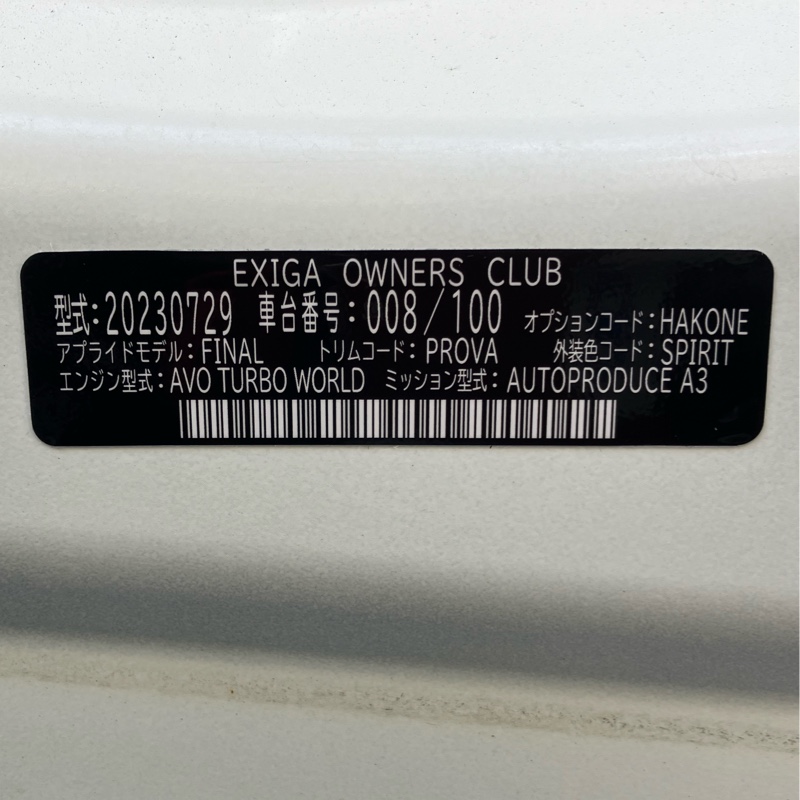 EXIGA OWNERS CLUB
型式:20230729 車台番号:008/100 オプションコード:HAKONE
アプライドモデル:FINAL トリムコード:PROVA 外装色コード:SPIRIT
エンジン型式:AVO TURBO WORLD ミッション型式:AUTOPRODUCE A3